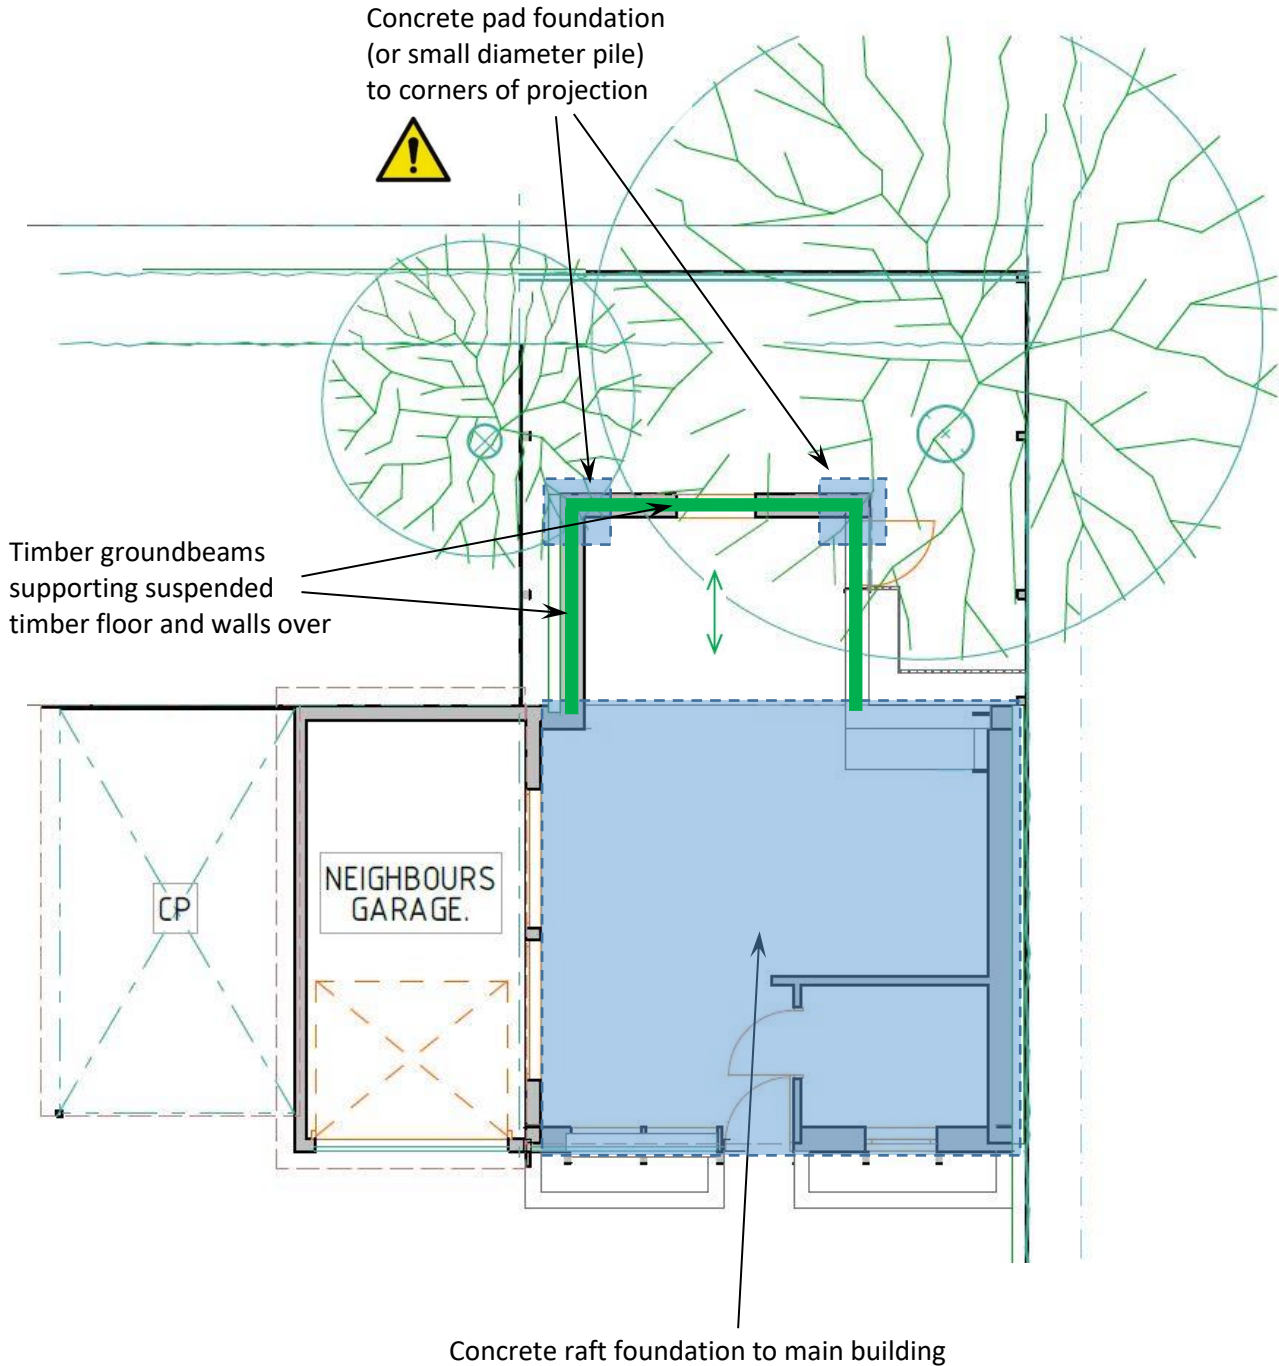 Concrete pad foundation
(or small diameter pile)
to corners of projection
Timber groundbeams
supporting suspended
timber floor and walls over
NEIGHBOURS
GARAGE.
CP
Concrete raft foundation to main building